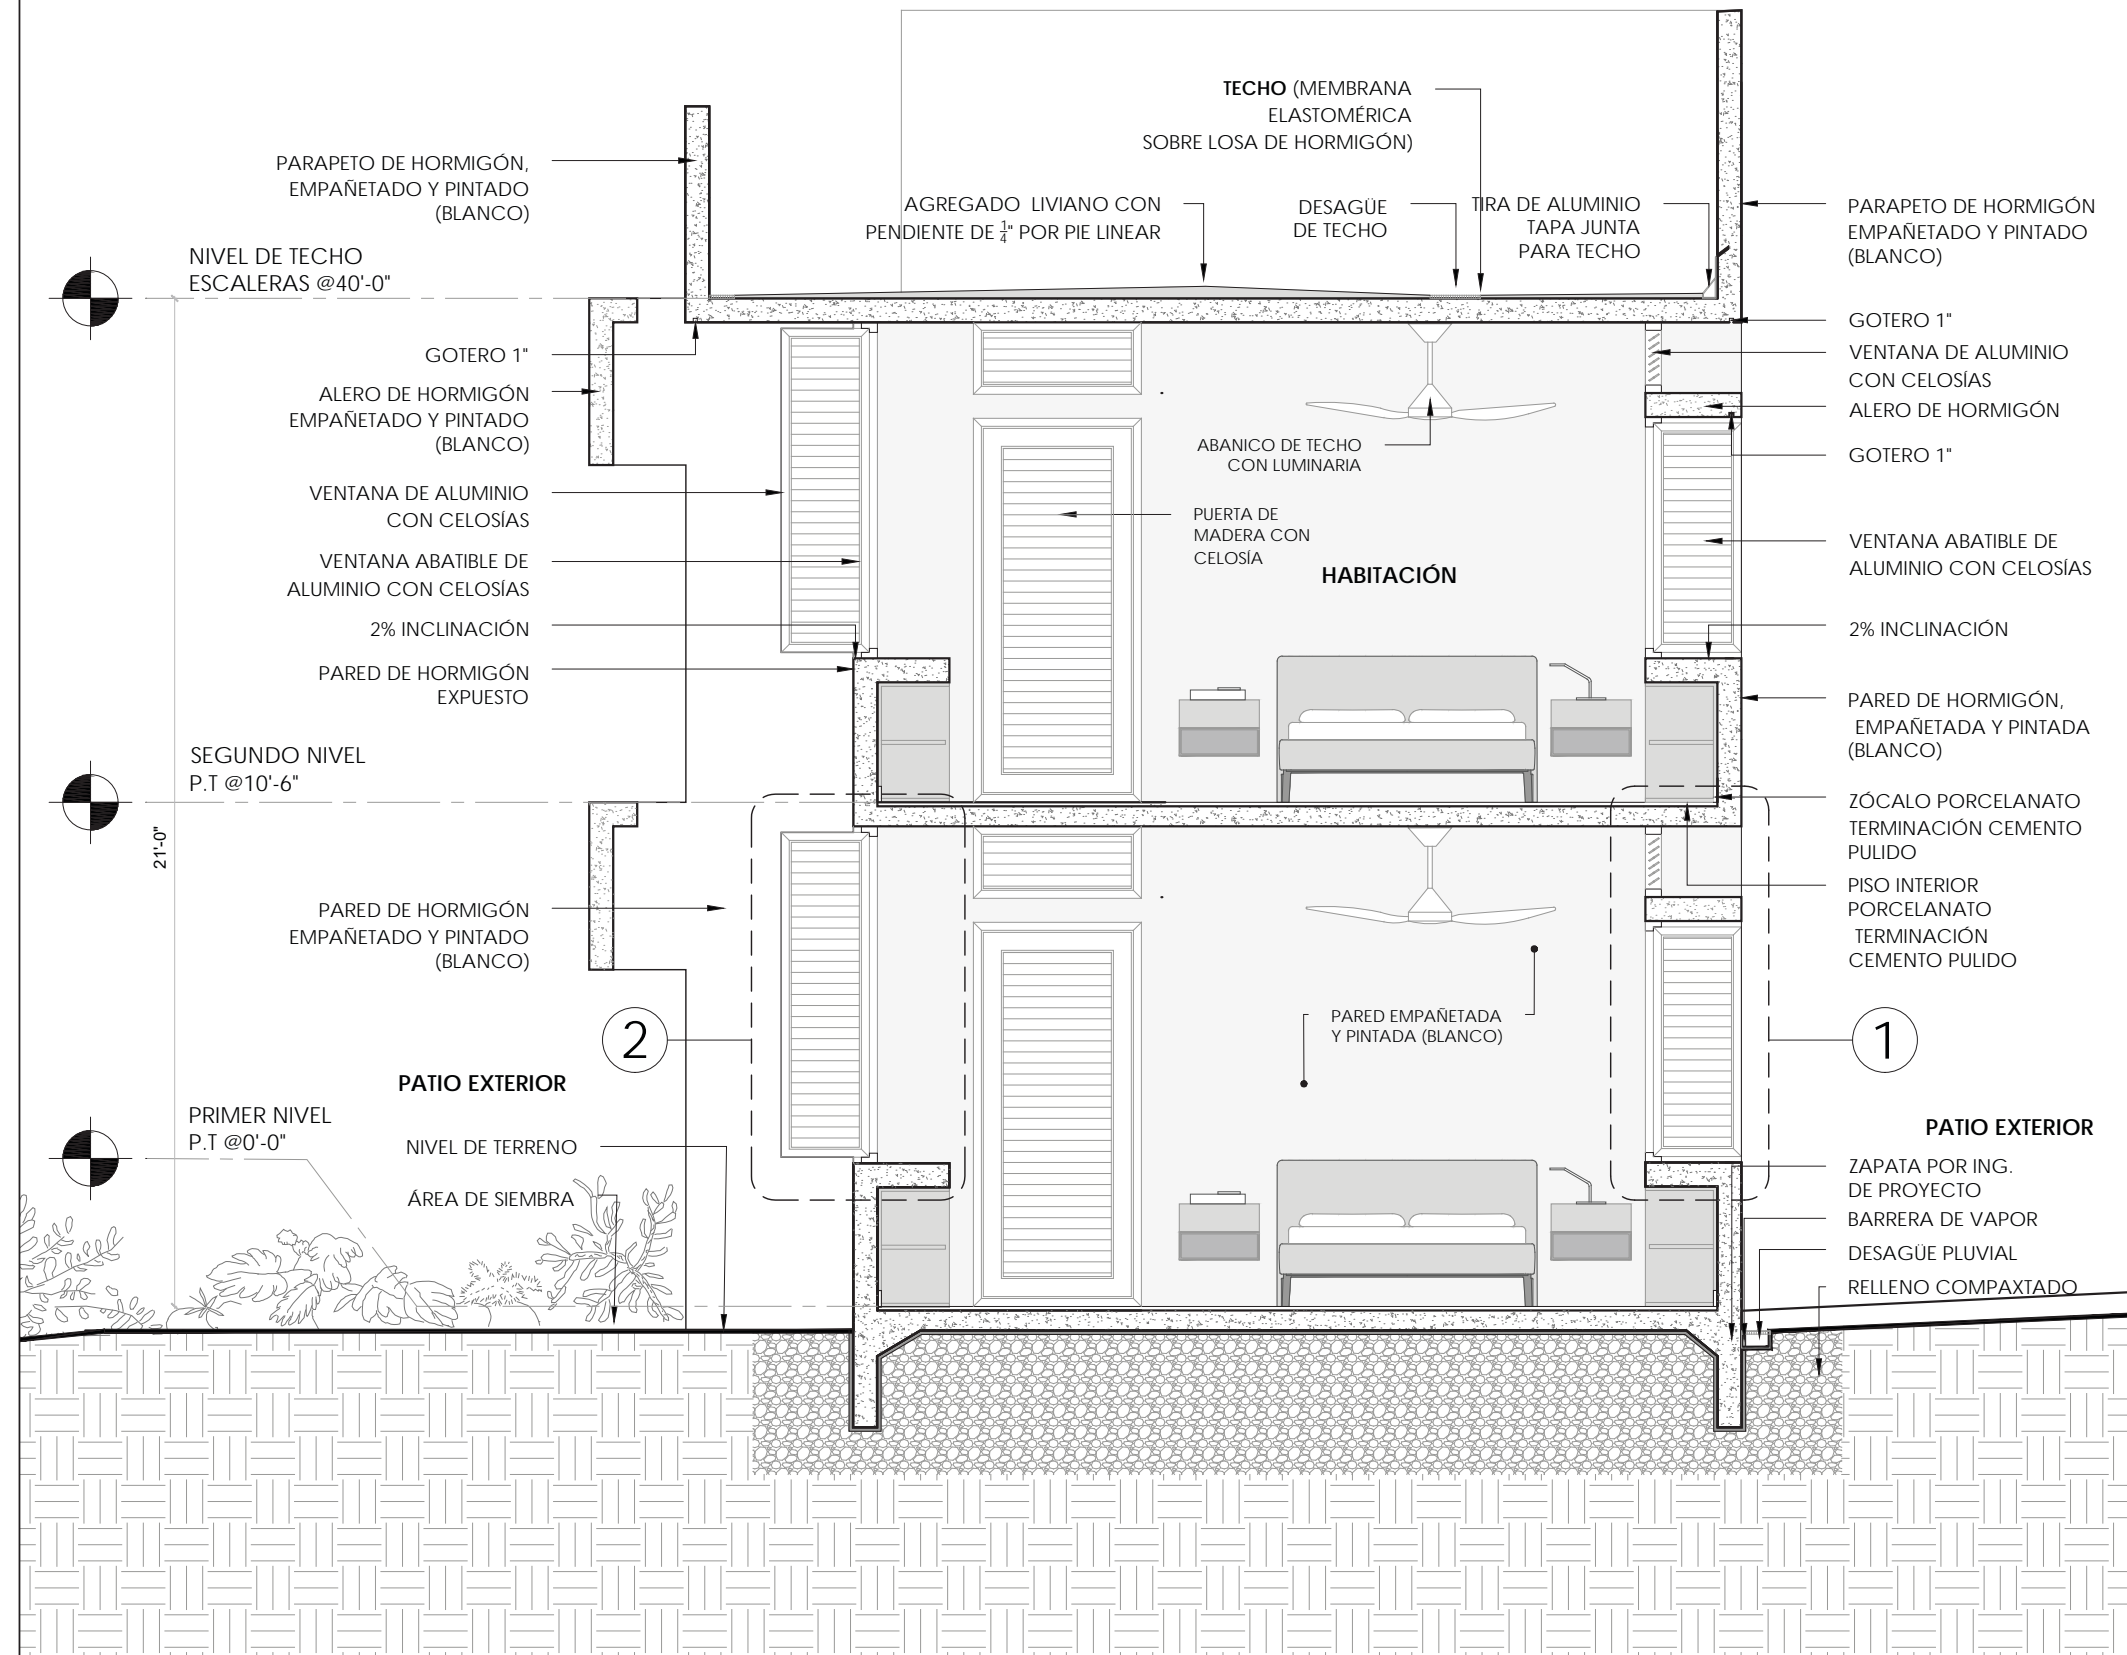 TECHO (MEMBRANA
ELASTOMÉRICA
SOBRE LOSA DE HORMIGÓN)
PARAPETO DE HORMIGÓN,
EMPAÑETADO Y PINTADO
(BLANCO)
AGREGADO LIVIANO CON
PENDIENTE DE 1/4" POR PIE LINEAR
DESAGÜE
DE TECHO
TIRA DE ALUMINIO
TAPA JUNTA
PARA TECHO
PARAPETO DE HORMIGÓN
EMPAÑETADO Y PINTADO
(BLANCO)
NIVEL DE TECHO
ESCALERAS @40'-0"
GOTERO 1"
ALERO DE HORMIGÓN
EMPAÑETADO Y PINTADO
(BLANCO)
VENTANA DE ALUMINIO
CON CELOSÍAS
VENTANA ABATIBLE DE
ALUMINIO CON CELOSÍAS
2% INCLINACIÓN
PARED DE HORMIGÓN
EXPUESTO
ABANICO DE TECHO
CON LUMINARIA
PUERTA DE
MADERA CON
CELOSÍA
HABITACIÓN
GOTERO 1"
VENTANA DE ALUMINIO
CON CELOSÍAS
ALERO DE HORMIGÓN
GOTERO 1"
VENTANA ABATIBLE DE
ALUMINIO CON CELOSÍAS
2% INCLINACIÓN
PARED DE HORMIGÓN,
EMPAÑETADA Y PINTADA
(BLANCO)
SEGUNDO NIVEL
P.T @10'-6"
21'-0"
ZÓCALO PORCELANATO
TERMINACIÓN CEMENTO
PULIDO
PISO INTERIOR
PORCELANATO
TERMINACIÓN
CEMENTO PULIDO
PARED DE HORMIGÓN
EMPAÑETADO Y PINTADO
(BLANCO)
2
PARED EMPAÑETADA
Y PINTADA (BLANCO)
1
PATIO EXTERIOR
PRIMER NIVEL
P.T @0'-0"
NIVEL DE TERRENO
ÁREA DE SIEMBRA
PATIO EXTERIOR
ZAPATA POR ING.
DE PROYECTO
BARRERA DE VAPOR
DESAGÜE PLUVIAL
RELLENO COMPAXTADO